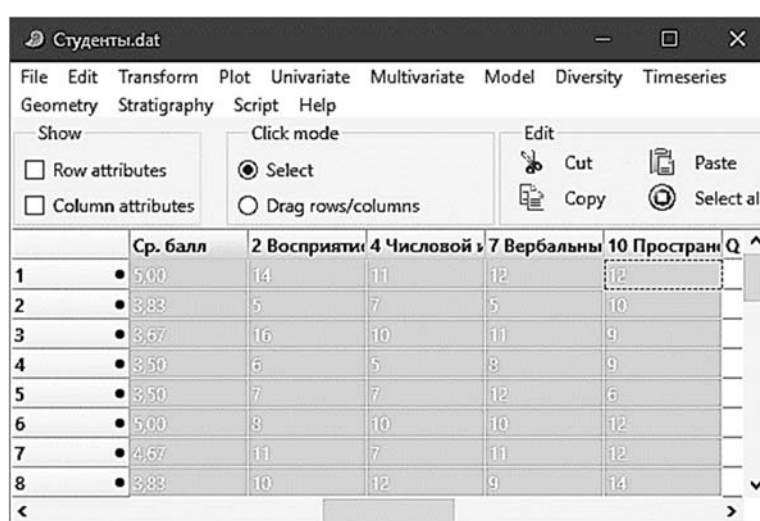 Студенты.dat
File Edit Transform Plot Univariate Multivariate Model Diversity Timeseries
Geometry Stratigraphy Script Help
Show Click mode Edit
Row attributes Select Cut Paste
Column attributes Drag rows/columns Copy Select al
Ср. балл 2 Восприятис 4 Числовой и 7 Вербальны 10 Пространн Q
1 5,00 14 11 12 12
2 3,83 5 7 5 10
3 3,67 16 10 11 9
4 3,50 6 5 8 9
5 3,50 7 7 12 6
6 5,00 8 10 10 12
7 4,67 11 7 11 12
8 3,83 10 12 9 14